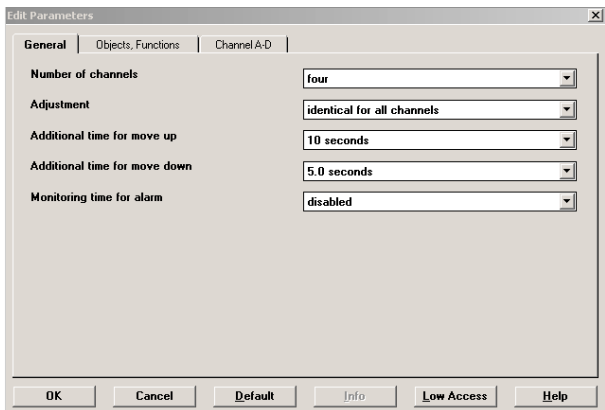 Edit Parameters
General Objects, Functions Channel A-D
Number of channels four
Adjustment identical for all channels
Additional time for move up 10 seconds
Additional time for move down 5.0 seconds
Monitoring time for alarm disabled
OK Cancel Default Info Low Access Help